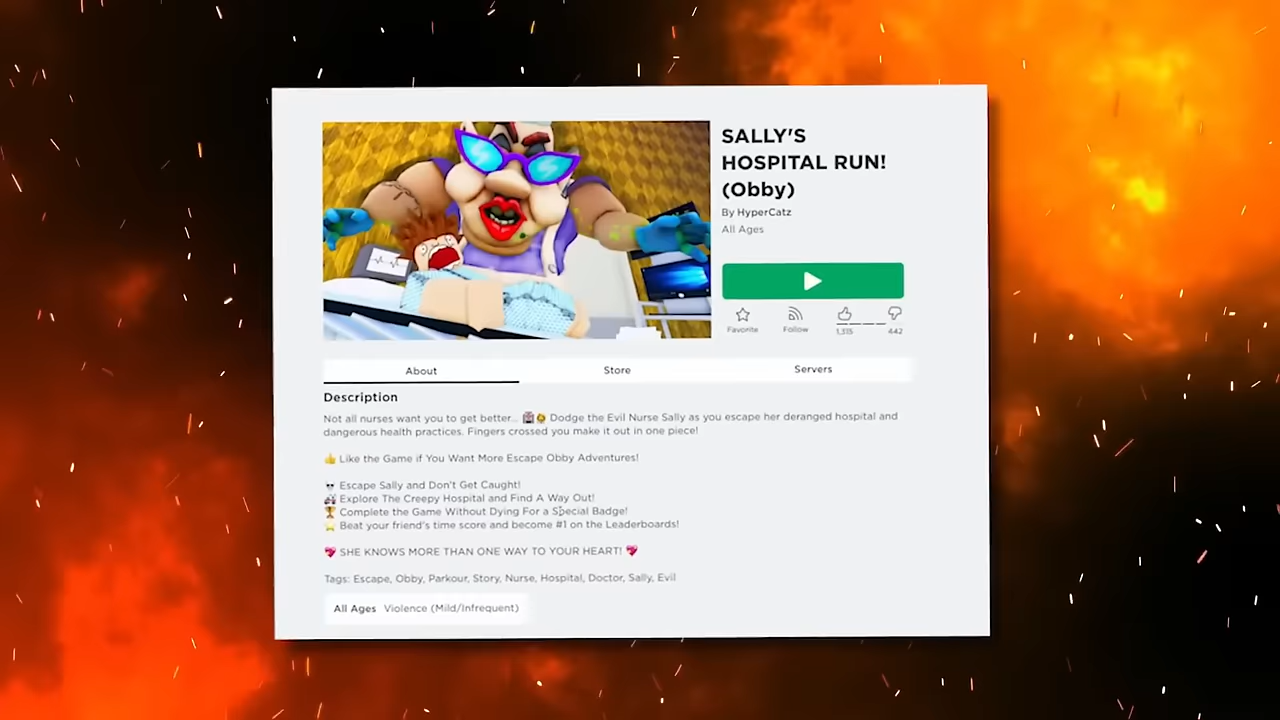 SALLY'S
HOSPITAL RUN!
(Obby)
By HyperCatz
All Ages
Favorite
Follow
1,315
442
About
Store
Servers
Description
Not all nurses want you to get better... 🏥🤕 Dodge the Evil Nurse Sally as you escape her deranged hospital and
dangerous health practices. Fingers crossed you make it out in one piece!
👍 Like the Game if You Want More Escape Obby Adventures!
☠️ Escape Sally and Don't Get Caught!
🚑 Explore The Creepy Hospital and Find A Way Out!
🏆 Complete the Game Without Dying For a Special Badge!
⭐ Beat your friend's time score and become #1 on the Leaderboards!
💖 SHE KNOWS MORE THAN ONE WAY TO YOUR HEART! 💖
Tags: Escape, Obby, Parkour, Story, Nurse, Hospital, Doctor, Sally, Evil
All Ages Violence (Mild/Infrequent)